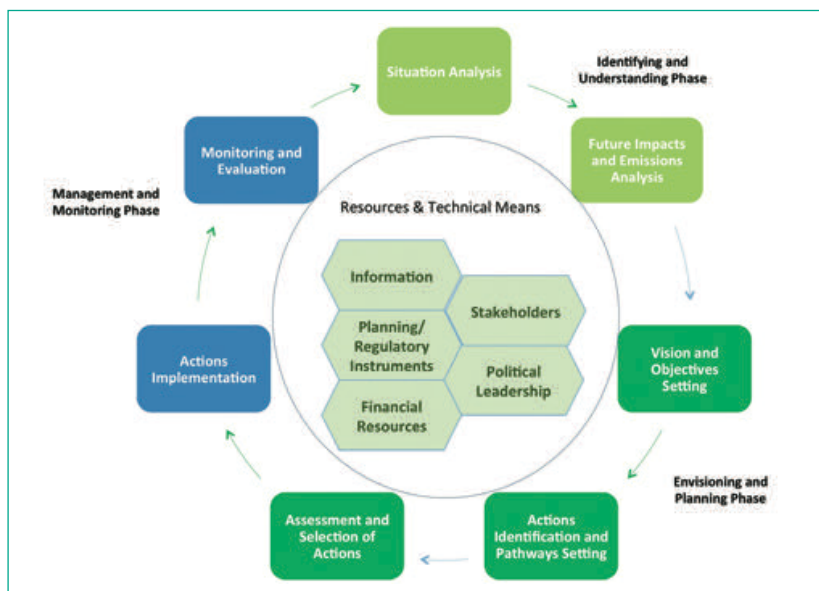 Situation Analysis
Identifying and
Understanding Phase
Future Impacts
and Emissions
Analysis
Vision and
Objectives
Setting
Envisioning and
Planning Phase
Actions
Identification and
Pathways Setting
Assessment and
Selection of
Actions
Actions
Implementation
Management and
Monitoring Phase
Monitoring and
Evaluation
Resources & Technical Means
Information
Stakeholders
Planning/
Regulatory
Instruments
Political
Leadership
Financial
Resources